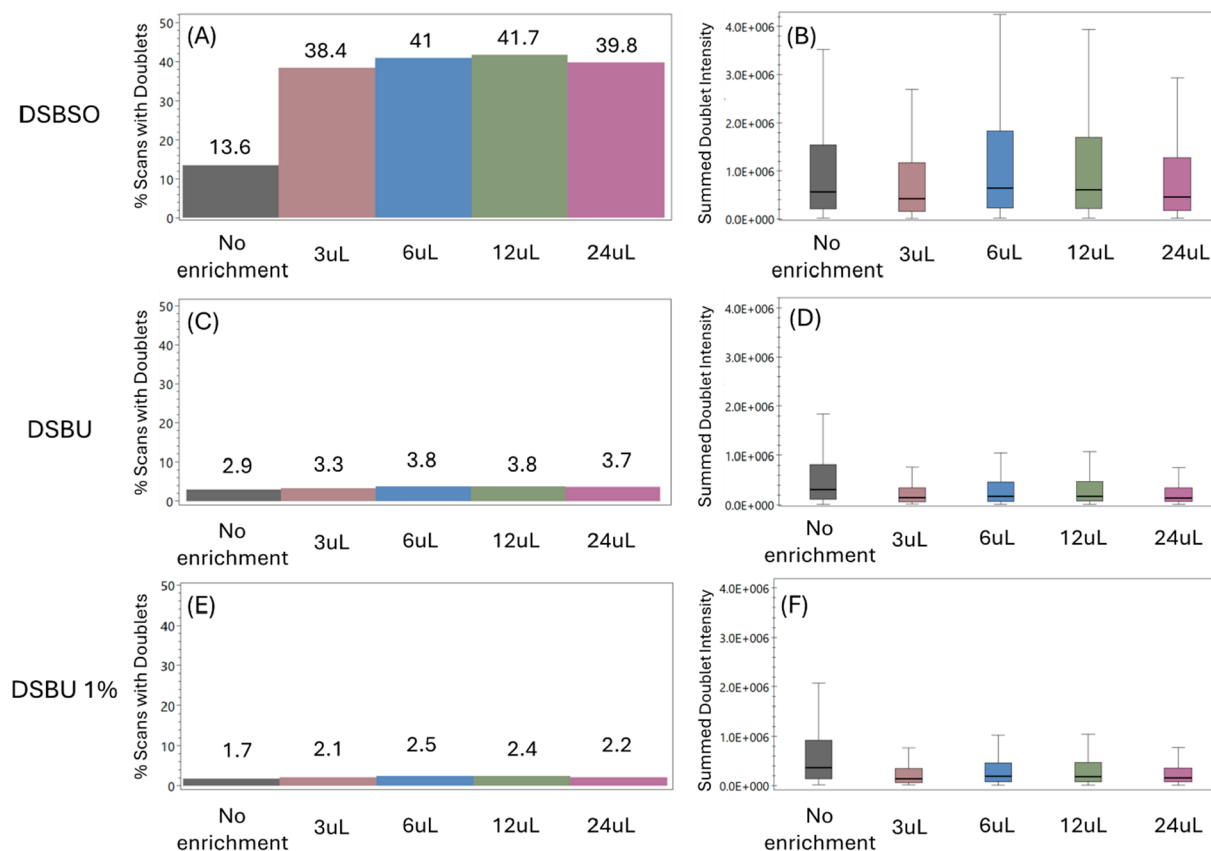 DSBSO
(A)
% Scans with Doublets
50
40
30
20
10
0
13.6
38.4
41
41.7
39.8
No
enrichment
3uL
6uL
12uL
24uL
(B)
Summed Doublet Intensity
4.0E+006
3.0E+006
2.0E+006
1.0E+006
0.0E+000
No
enrichment
3uL
6uL
12uL
24uL
DSBU
(C)
% Scans with Doublets
50
40
30
20
10
0
2.9
3.3
3.8
3.8
3.7
No
enrichment
3uL
6uL
12uL
24uL
(D)
Summed Doublet Intensity
4.0E+006
3.0E+006
2.0E+006
1.0E+006
0.0E+000
No
enrichment
3uL
6uL
12uL
24uL
DSBU 1%
(E)
% Scans with Doublets
50
40
30
20
10
0
1.7
2.1
2.5
2.4
2.2
No
enrichment
3uL
6uL
12uL
24uL
(F)
Summed Doublet Intensity
4.0E+006
3.0E+006
2.0E+006
1.0E+006
0.0E+000
No
enrichment
3uL
6uL
12uL
24uL